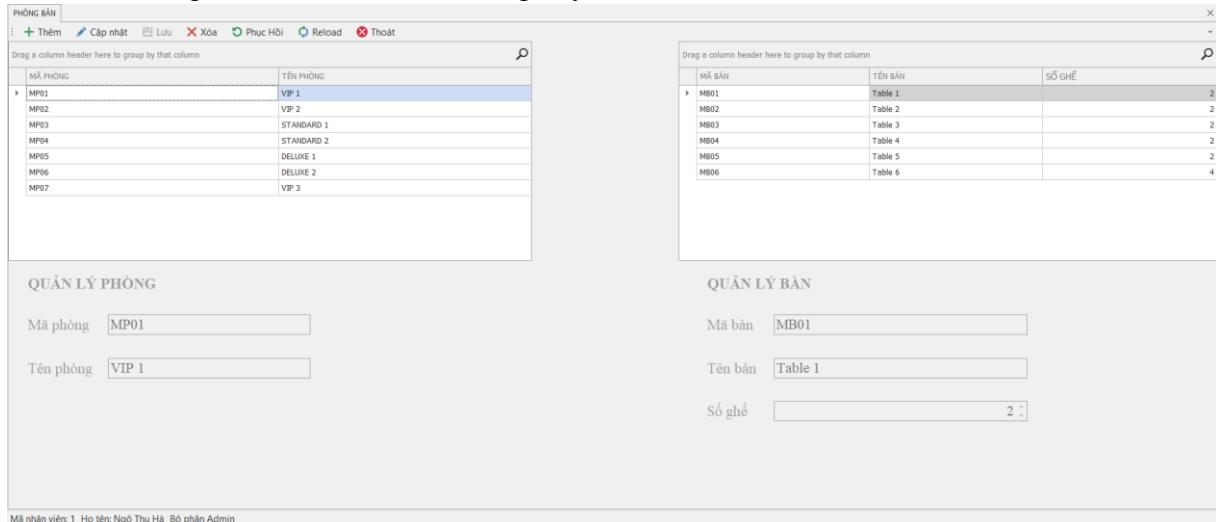 PHÒNG BÀN
Thêm Cập nhật Lưu Xóa Phục Hồi Reload Thoát
Drag a column header here to group by that column
MÃ PHÒNG TÊN PHÒNG
MP01 VIP 1
MP02 VIP 2
MP03 STANDARD 1
MP04 STANDARD 2
MP05 DELUXE 1
MP06 DELUXE 2
MP07 VIP 3
Drag a column header here to group by that column
MÃ BÀN TÊN BÀN SỐ GHẾ
MB01 Table 1 2
MB02 Table 2 2
MB03 Table 3 2
MB04 Table 4 2
MB05 Table 5 2
MB06 Table 6 4
QUẢN LÝ PHÒNG
Mã phòng MP01
Tên phòng VIP 1
QUẢN LÝ BÀN
Mã bàn MB01
Tên bàn Table 1
Số ghế 2
Mã nhân viên: 1 Họ tên: Ngô Thu Hà Bộ phận Admin